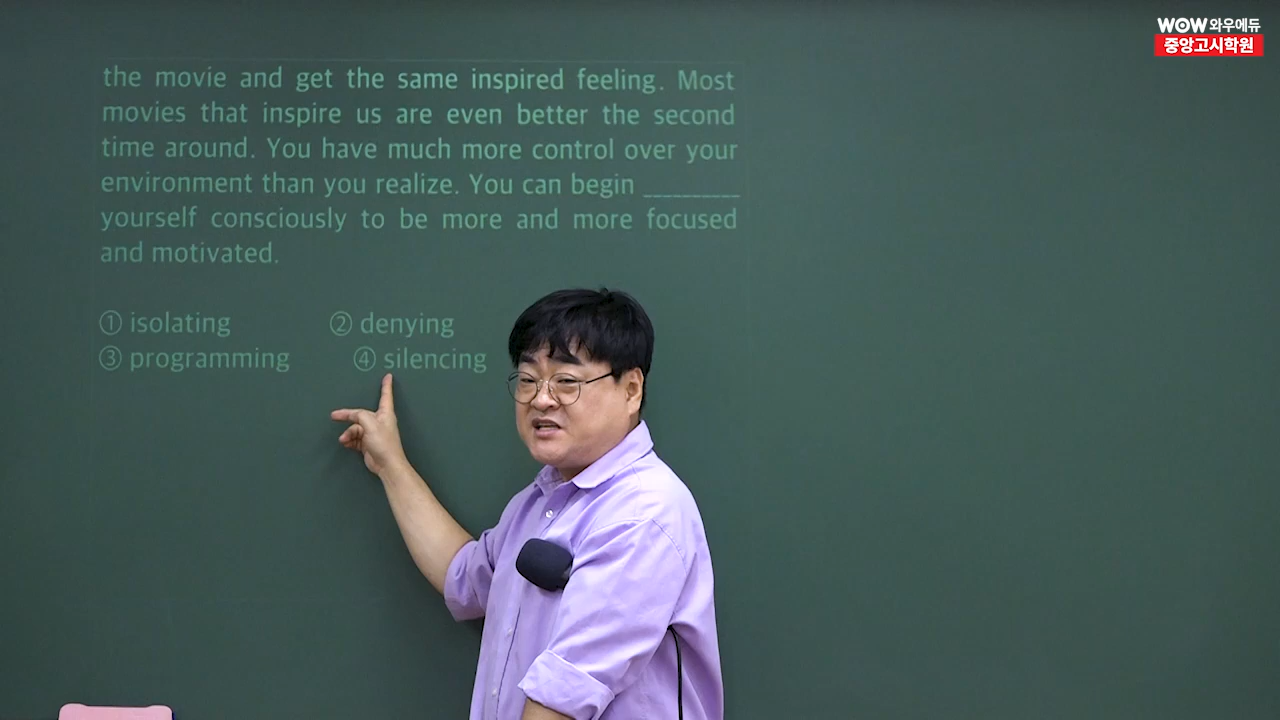 WOW 와우에듀
중앙고시학원
the movie and get the same inspired feeling. Most
movies that inspire us are even better the second
time around. You have much more control over your
environment than you realize. You can begin ________
yourself consciously to be more and more focused
and motivated.
① isolating ② denying
③ programming ④ silencing